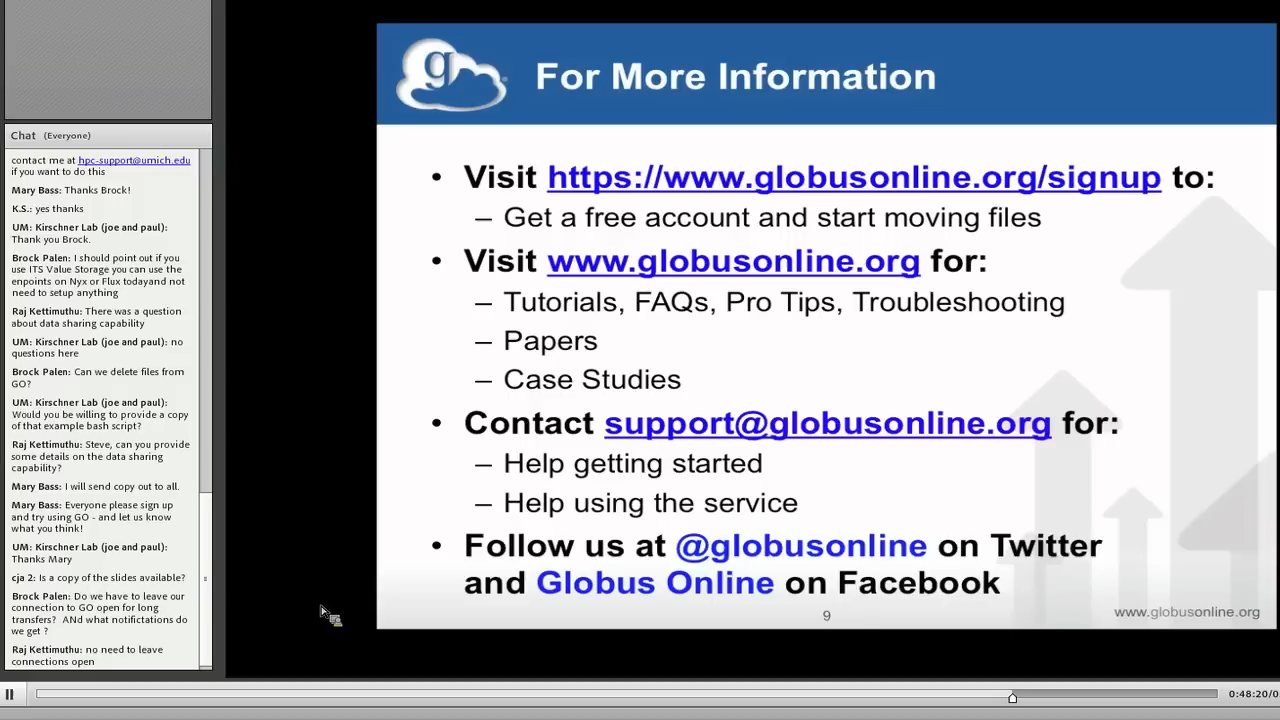 Chat (Everyone)
contact me at hpc-support@umich.edu
if you want to do this
Mary Bass: Thanks Brock!
K.S.: yes thanks
UM: Kirschner Lab (joe and paul):
Thank you Brock.
Brock Palen: I should point out if you
use ITS Value Storage you can use the
enpoints on Nyx or Flux todayand not
need to setup anything
Raj Kettimuthu: There was a question
about data sharing capability
UM: Kirschner Lab (joe and paul): no
questions here
Brock Palen: Can we delete files from
GO?
UM: Kirschner Lab (joe and paul):
Would you be willing to provide a copy
of that example bash script?
Raj Kettimuthu: Steve, can you provide
some details on the data sharing
capability?
Mary Bass: I will send copy out to all.
Mary Bass: Everyone please sign up
and try using GO - and let us know
what you think!
UM: Kirschner Lab (joe and paul):
Thanks Mary
cja 2: Is a copy of the slides available?
Brock Palen: Do we have to leave our
connection to GO open for long
transfers? ANd what notifictations do
we get ?
Raj Kettimuthu: no need to leave
connections open
g
For More Information
• Visit https://www.globusonline.org/signup to:
– Get a free account and start moving files
• Visit www.globusonline.org for:
– Tutorials, FAQs, Pro Tips, Troubleshooting
– Papers
– Case Studies
• Contact support@globusonline.org for:
– Help getting started
– Help using the service
• Follow us at @globusonline on Twitter
and Globus Online on Facebook
9
www.globusonline.org
0:48:20/0